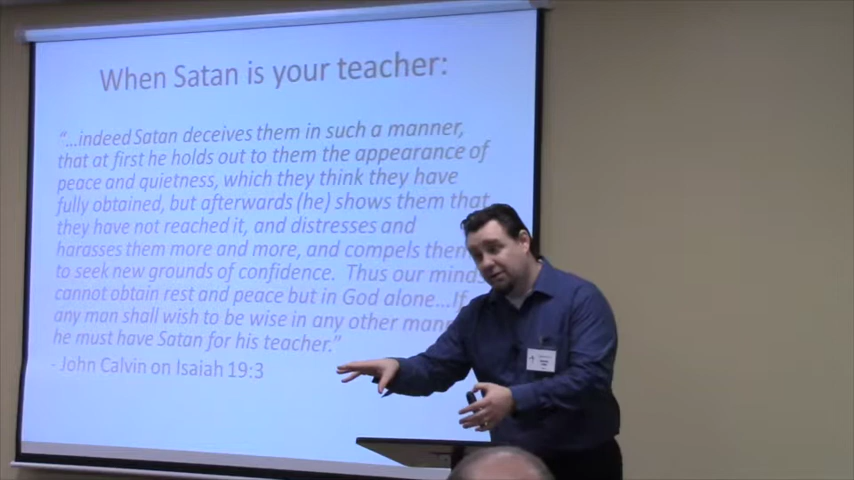 When Satan is your teacher:
"...indeed Satan deceives them in such a manner,
that at first he holds out to them the appearance of
peace and quietness, which they think they have
fully obtained, but afterwards (he) shows them that
they have not reached it, and distresses and
harasses them more and more, and compels them
to seek new grounds of confidence. Thus our minds
cannot obtain rest and peace but in God alone...If
any man shall wish to be wise in any other
he must have Satan for his teacher."
- John Calvin on Isaiah 19:3